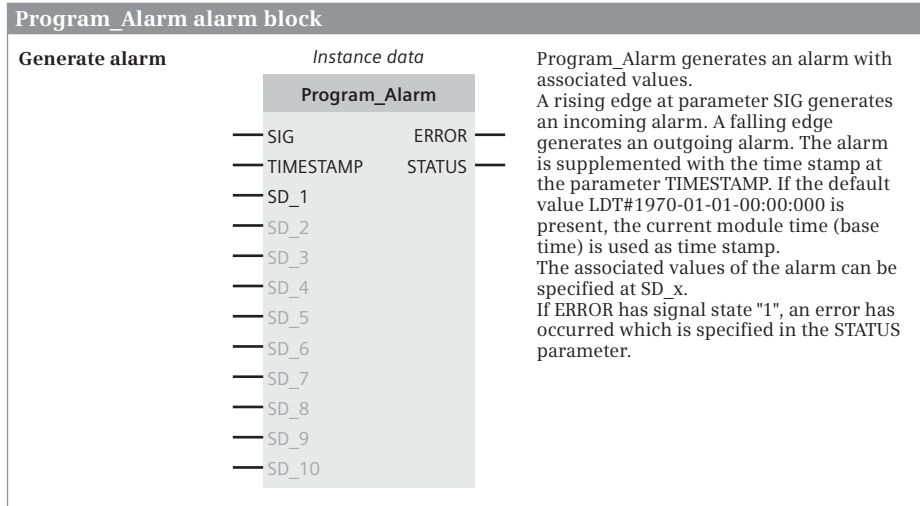 Program_Alarm alarm block
Generate alarm
Instance data
Program_Alarm
SIG ERROR
TIMESTAMP STATUS
SD_1
SD_2
SD_3
SD_4
SD_5
SD_6
SD_7
SD_8
SD_9
SD_10
Program_Alarm generates an alarm with
associated values.
A rising edge at parameter SIG generates
an incoming alarm. A falling edge
generates an outgoing alarm. The alarm
is supplemented with the time stamp at
the parameter TIMESTAMP. If the default
value LDT#1970-01-01-00:00:000 is
present, the current module time (base
time) is used as time stamp.
The associated values of the alarm can be
specified at SD_x.
If ERROR has signal state "1", an error has
occurred which is specified in the STATUS
parameter.